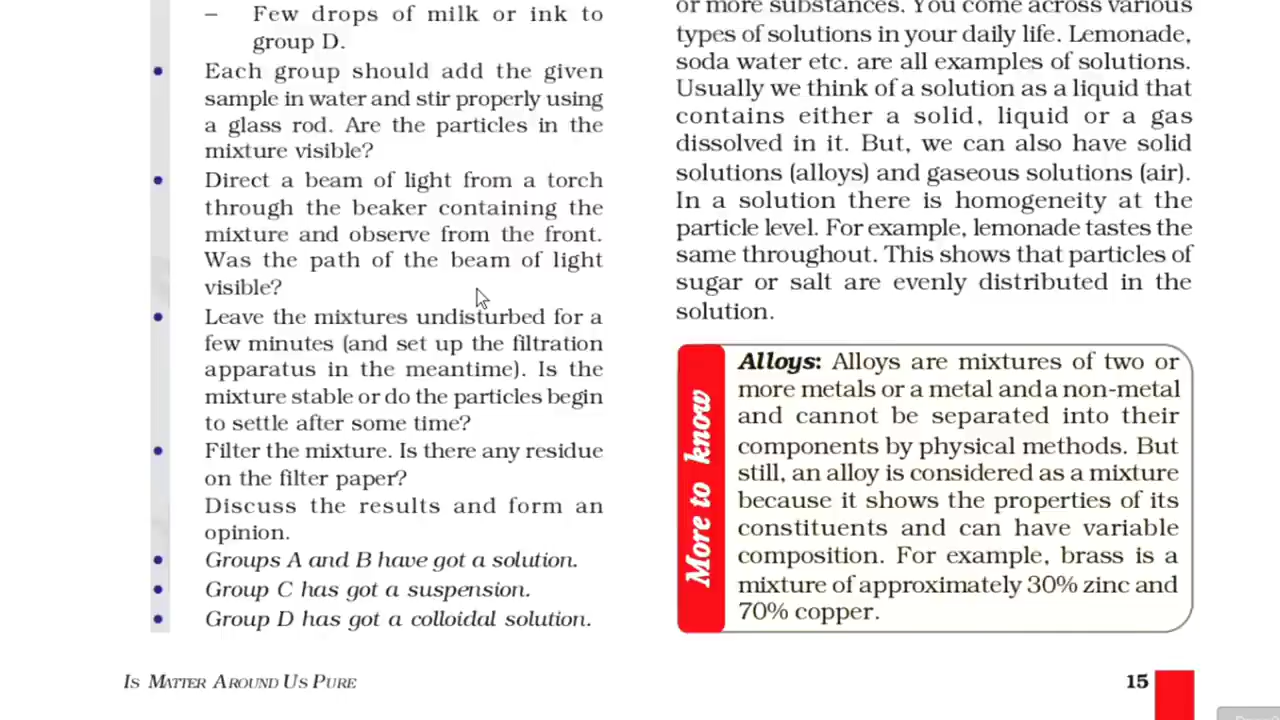 – Few drops of milk or ink to
group D.
• Each group should add the given
sample in water and stir properly using
a glass rod. Are the particles in the
mixture visible?
• Direct a beam of light from a torch
through the beaker containing the
mixture and observe from the front.
Was the path of the beam of light
visible?
• Leave the mixtures undisturbed for a
few minutes (and set up the filtration
apparatus in the meantime). Is the
mixture stable or do the particles begin
to settle after some time?
• Filter the mixture. Is there any residue
on the filter paper?
Discuss the results and form an
opinion.
• Groups A and B have got a solution.
• Group C has got a suspension.
• Group D has got a colloidal solution.
or more substances. You come across various
types of solutions in your daily life. Lemonade,
soda water etc. are all examples of solutions.
Usually we think of a solution as a liquid that
contains either a solid, liquid or a gas
dissolved in it. But, we can also have solid
solutions (alloys) and gaseous solutions (air).
In a solution there is homogeneity at the
particle level. For example, lemonade tastes the
same throughout. This shows that particles of
sugar or salt are evenly distributed in the
solution.
More to know
Alloys: Alloys are mixtures of two or
more metals or a metal and a non-metal
and cannot be separated into their
components by physical methods. But
still, an alloy is considered as a mixture
because it shows the properties of its
constituents and can have variable
composition. For example, brass is a
mixture of approximately 30% zinc and
70% copper.
IS MATTER AROUND US PURE
15